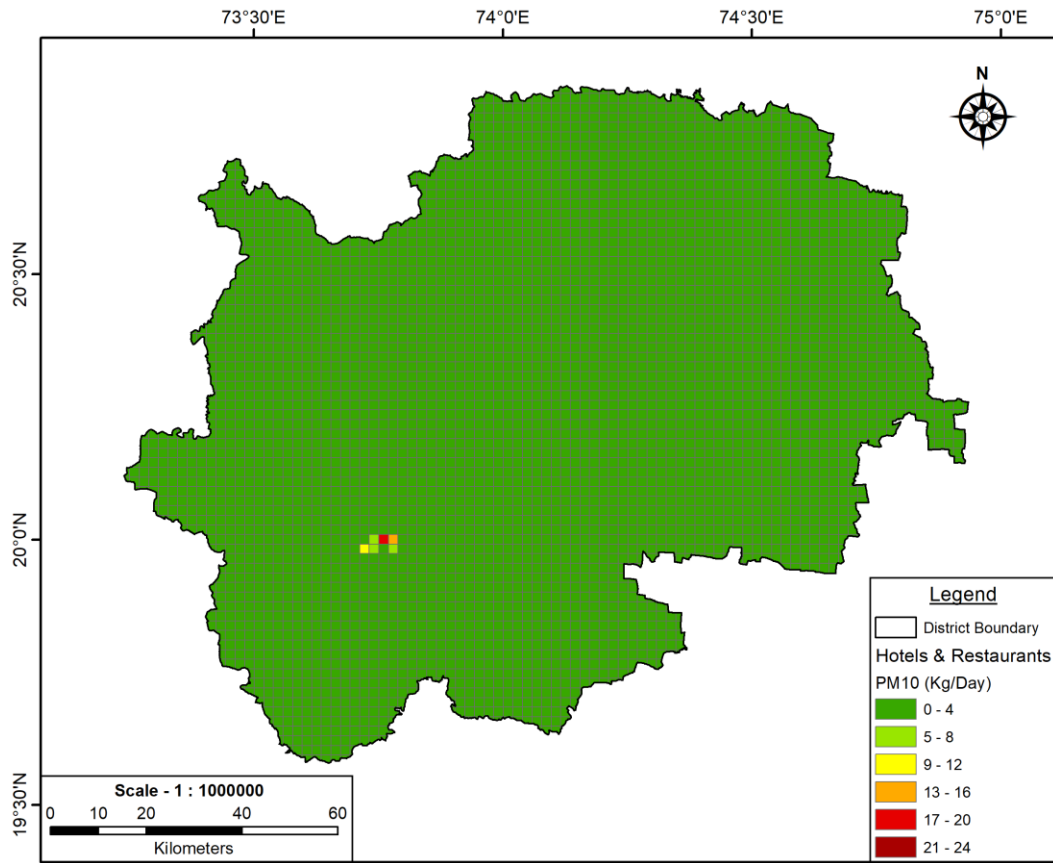 73°30'E 74°0'E 74°30'E 75°0'E
N
20°30'N
20°0'N
19°30'N
Legend
District Boundary
Hotels & Restaurants
PM10 (Kg/Day)
0 - 4
5 - 8
9 - 12
13 - 16
17 - 20
21 - 24
Scale - 1 : 1000000
0 10 20 40 60
Kilometers